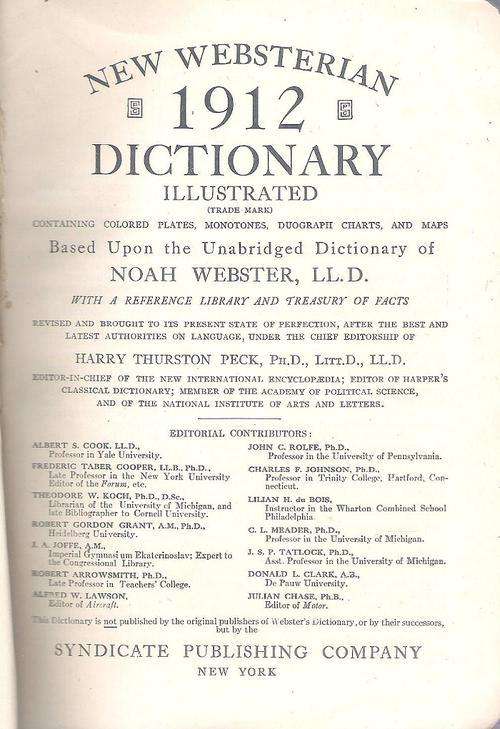 NEW WEBSTERIAN
1912
DICTIONARY
ILLUSTRATED
(TRADE MARK)
CONTAINING COLORED PLATES, MONOTONES, DUOGRAPH CHARTS, AND MAPS
Based Upon the Unabridged Dictionary of
NOAH WEBSTER, LL.D.
WITH A REFERENCE LIBRARY AND TREASURY OF FACTS
REVISED AND BROUGHT TO ITS PRESENT STATE OF PERFECTION, AFTER THE BEST AND
LATEST AUTHORITIES ON LANGUAGE, UNDER THE CHIEF EDITORSHIP OF
HARRY THURSTON PECK, PH.D., LITT.D., LL.D.
EDITOR-IN-CHIEF OF THE NEW INTERNATIONAL ENCYCLOPÆDIA; EDITOR OF HARPER'S
CLASSICAL DICTIONARY; MEMBER OF THE ACADEMY OF POLITICAL SCIENCE,
AND OF THE NATIONAL INSTITUTE OF ARTS AND LETTERS.
EDITORIAL CONTRIBUTORS:
ALBERT S. COOK. LL.D.,
Professor in Yale University.
FREDERIC TABER COOPER, LL.B., Ph.D.,
Late Professor in the New York University
Editor of the Forum, etc.
THEODORE W. KOCH, Ph.D., D.Sc.,
Librarian of the University of Michigan, and
late Bibliographer to Cornell University.
ROBERT GORDON GRANT, A.M., Ph.D.,
Heidelberg University.
J. A. JOFFE, A.M.,
Imperial Gymnasium Ekaterinoslav; Expert to
the Congressional Library.
ROBERT ARROWSMITH, Ph.D.,
Late Professor in Teachers' College.
ALFRED W. LAWSON,
Editor of Aircraft.
JOHN C. ROLFE, Ph.D.,
Professor in the University of Pennsylvania.
CHARLES F. JOHNSON, Ph.D.,
Professor in Trinity College, Hartford, Con-
necticut.
LILIAN H. du BOIS,
Instructor in the Wharton Combined School
Philadelphia
C. L. MEADER, Ph.D.,
Professor in the University of Michigan.
J. S. P. TATLOCK, Ph.D.,
Asst. Professor in the University of Michigan.
DONALD L. CLARK, A.B.,
De Pauw University.
JULIAN CHASE, Ph.B.,
Editor of Motor.
This Dictionary is not published by the original publishers of Webster's Dictionary, or by their successors,
but by the
SYNDICATE PUBLISHING COMPANY
NEW YORK